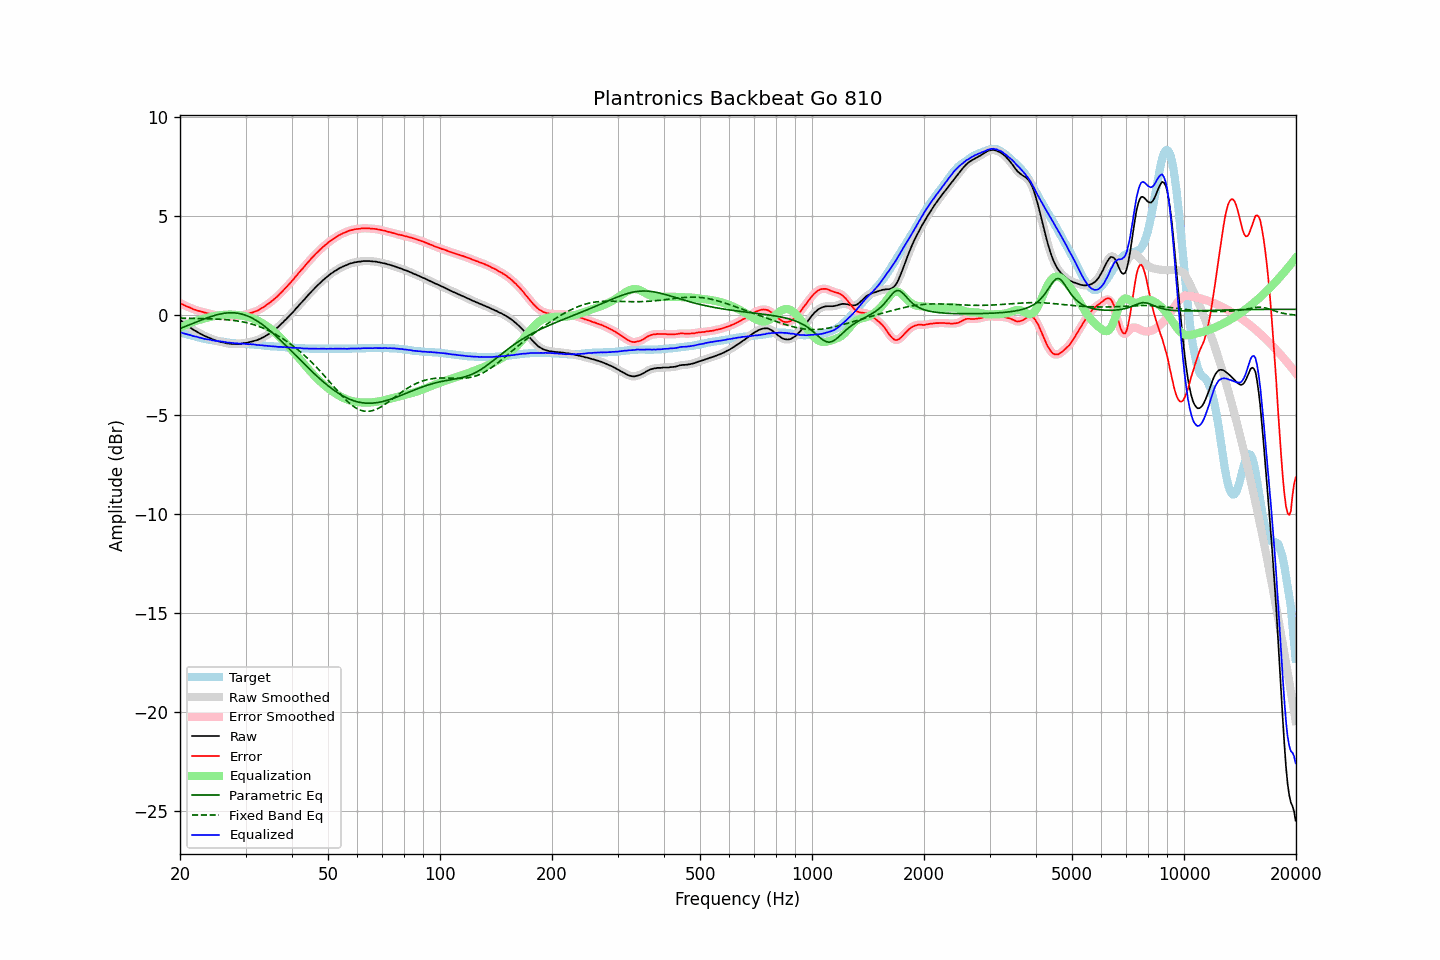 Plantronics Backbeat Go 810
10
5
0
−5
−10
−15
−20
−25
Amplitude (dBr)
Target
Raw Smoothed
Error Smoothed
Raw
Error
Equalization
Parametric Eq
Fixed Band Eq
Equalized
20 50 100 200 500 1000 2000 5000 10000 20000
Frequency (Hz)